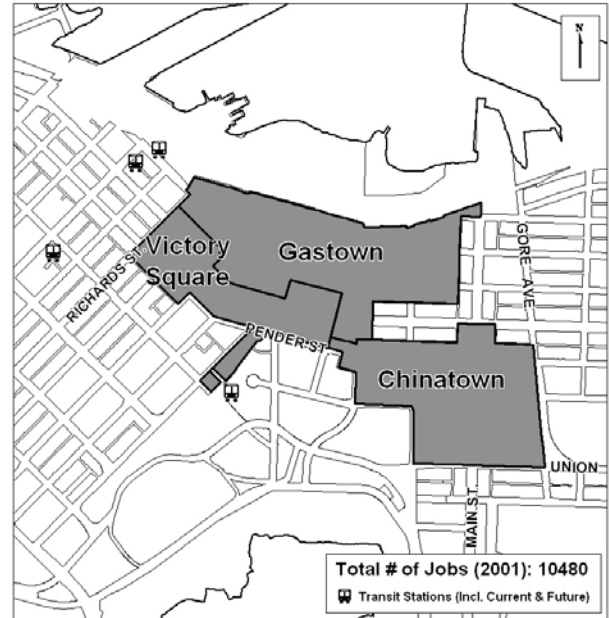 N
Victory
Square
Gastown
RICHARDS ST.
GORE AVE
PENDER ST
Chinatown
UNION
MAIN ST.
Total # of Jobs (2001): 10480
Transit Stations (Incl. Current & Future)